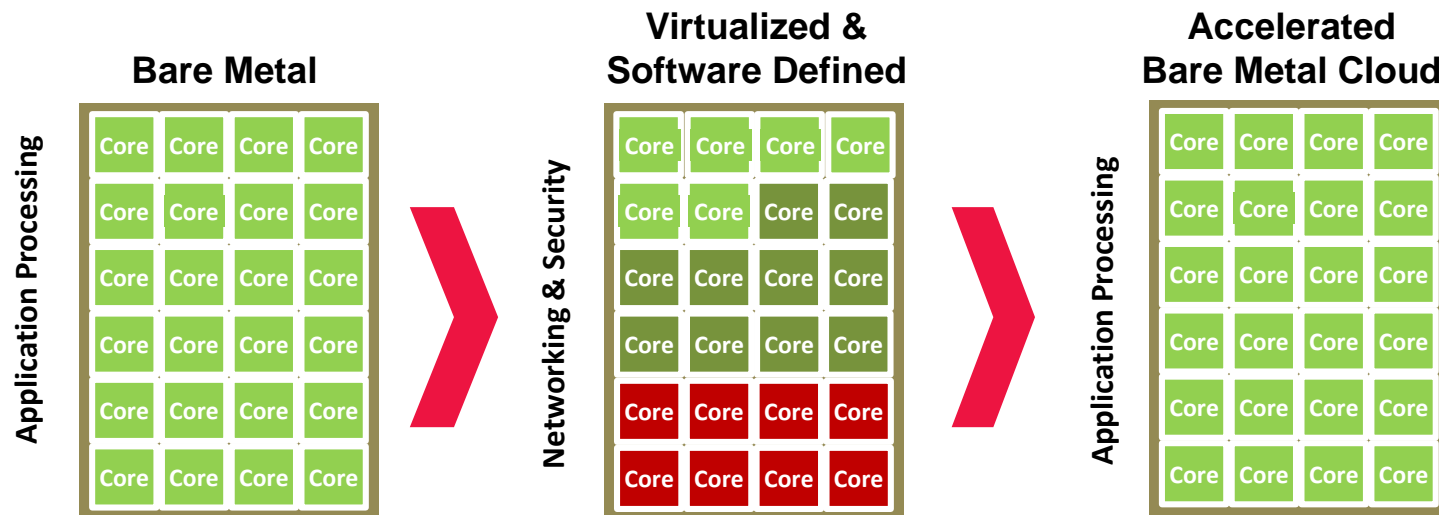 Bare Metal
Application Processing
Core Core Core Core
Core Core Core Core
Core Core Core Core
Core Core Core Core
Core Core Core Core
Core Core Core Core
Virtualized &
Software Defined
Networking & Security
Core Core Core Core
Core Core Core Core
Core Core Core Core
Core Core Core Core
Core Core Core Core
Core Core Core Core
Accelerated
Bare Metal Cloud
Application Processing
Core Core Core Core
Core Core Core Core
Core Core Core Core
Core Core Core Core
Core Core Core Core
Core Core Core Core